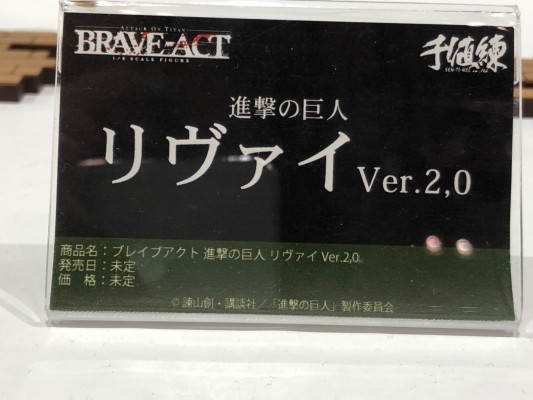 ATTACK ON TITAN
BRAVE-ACT
1/8 SCALE FIGURE
千値練
SEN-TI-NEL co., ltd
進撃の巨人
リヴァイ Ver.2,0
商品名：ブレイブアクト 進撃の巨人 リヴァイ Ver.2,0。
発売日：未定
価　格：未定
© 諫山創・講談社／「進撃の巨人」製作委員会